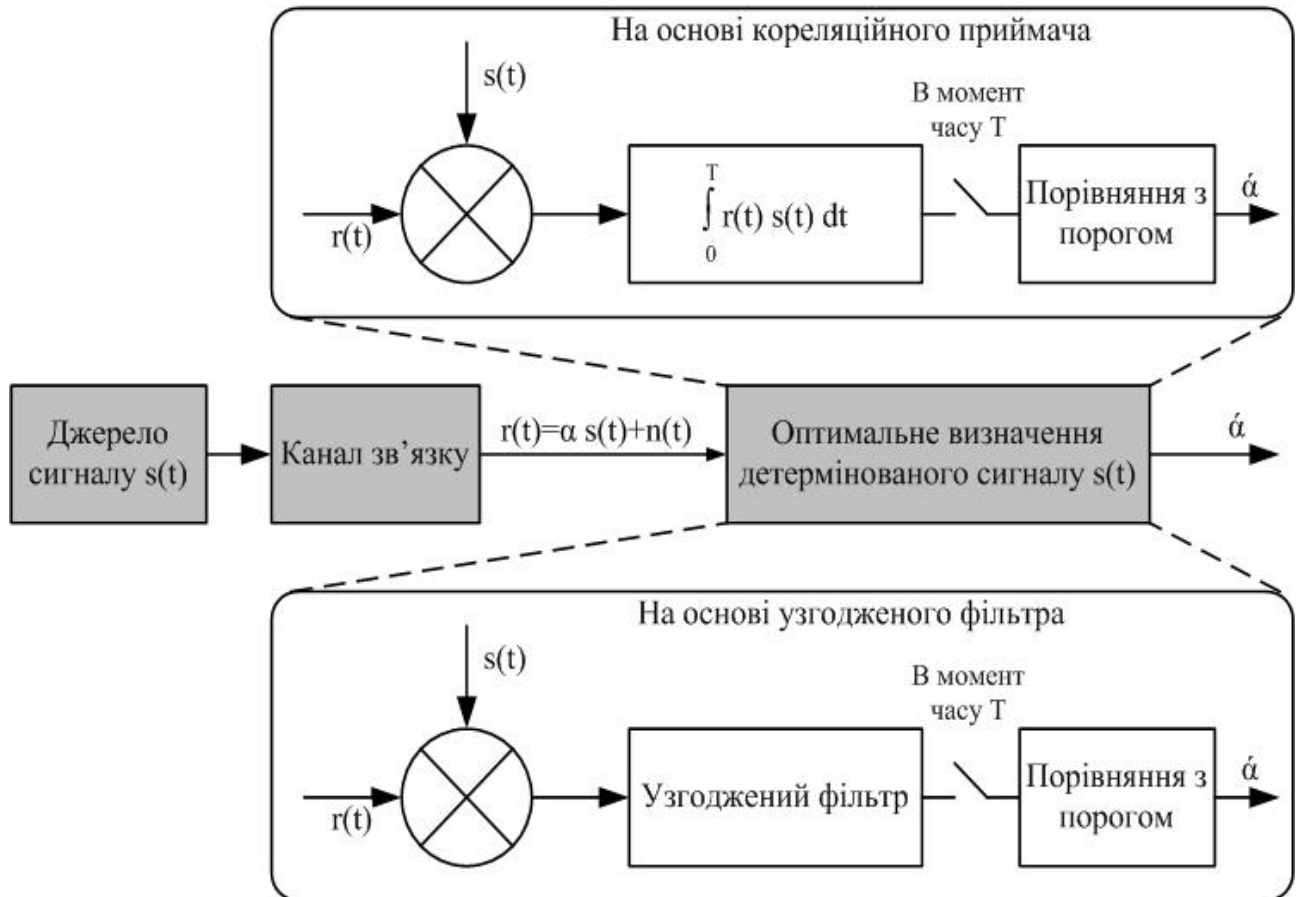 На основі кореляційного приймача
s(t)
В момент
часу T
r(t)
T
∫ r(t) s(t) dt
0
Порівняння з
порогом
ά
Джерело
сигналу s(t)
Канал зв’язку
r(t)=α s(t)+n(t)
Оптимальне визначення
детермінованого сигналу s(t)
ά
На основі узгодженого фільтра
s(t)
В момент
часу T
r(t)
Узгоджений фільтр
Порівняння з
порогом
ά